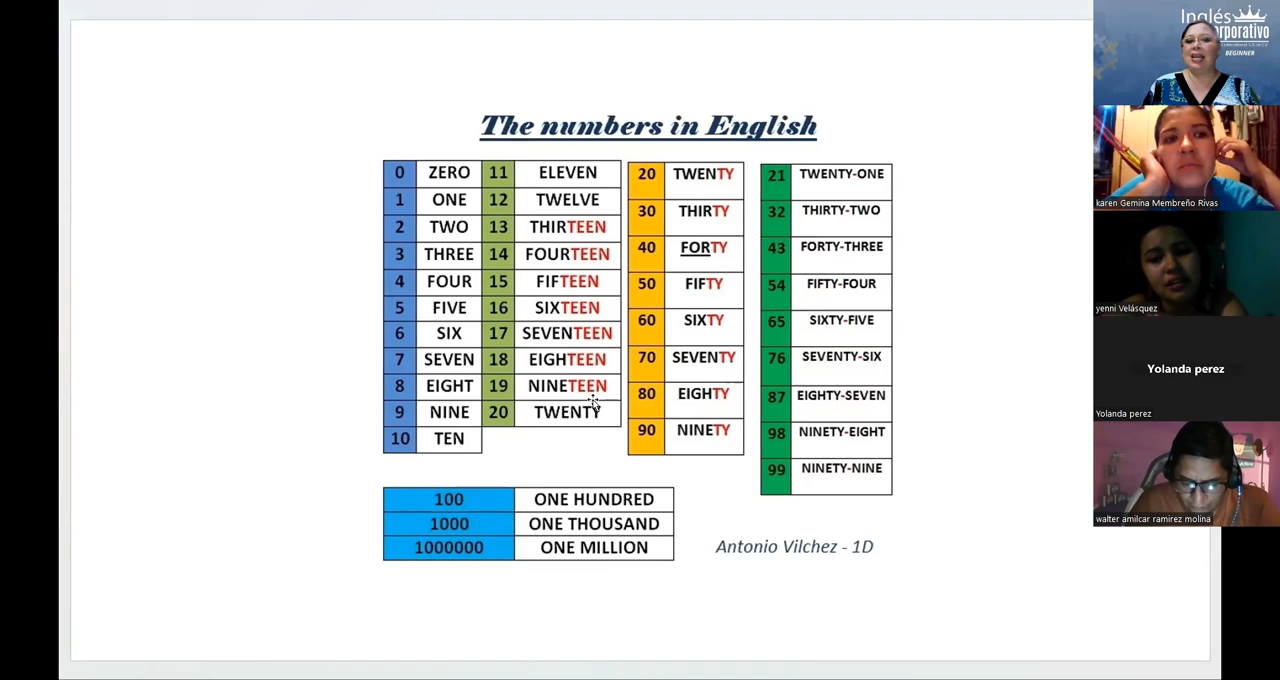 The numbers in English
0 ZERO 11 ELEVEN
1 ONE 12 TWELVE
2 TWO 13 THIRTEEN
3 THREE 14 FOURTEEN
4 FOUR 15 FIFTEEN
5 FIVE 16 SIXTEEN
6 SIX 17 SEVENTEEN
7 SEVEN 18 EIGHTEEN
8 EIGHT 19 NINETEEN
9 NINE 20 TWENTY
10 TEN
20 TWENTY
30 THIRTY
40 FORTY
50 FIFTY
60 SIXTY
70 SEVENTY
80 EIGHTY
90 NINETY
21 TWENTY-ONE
32 THIRTY-TWO
43 FORTY-THREE
54 FIFTY-FOUR
65 SIXTY-FIVE
76 SEVENTY-SIX
87 EIGHTY-SEVEN
98 NINETY-EIGHT
99 NINETY-NINE
100 ONE HUNDRED
1000 ONE THOUSAND
1000000 ONE MILLION
Antonio Vilchez - 1D
Inglés
BEGINNER
karen Gemina Membreño Rivas
yenni Velásquez
Yolanda perez
Yolanda perez
walter amilcar ramirez molina